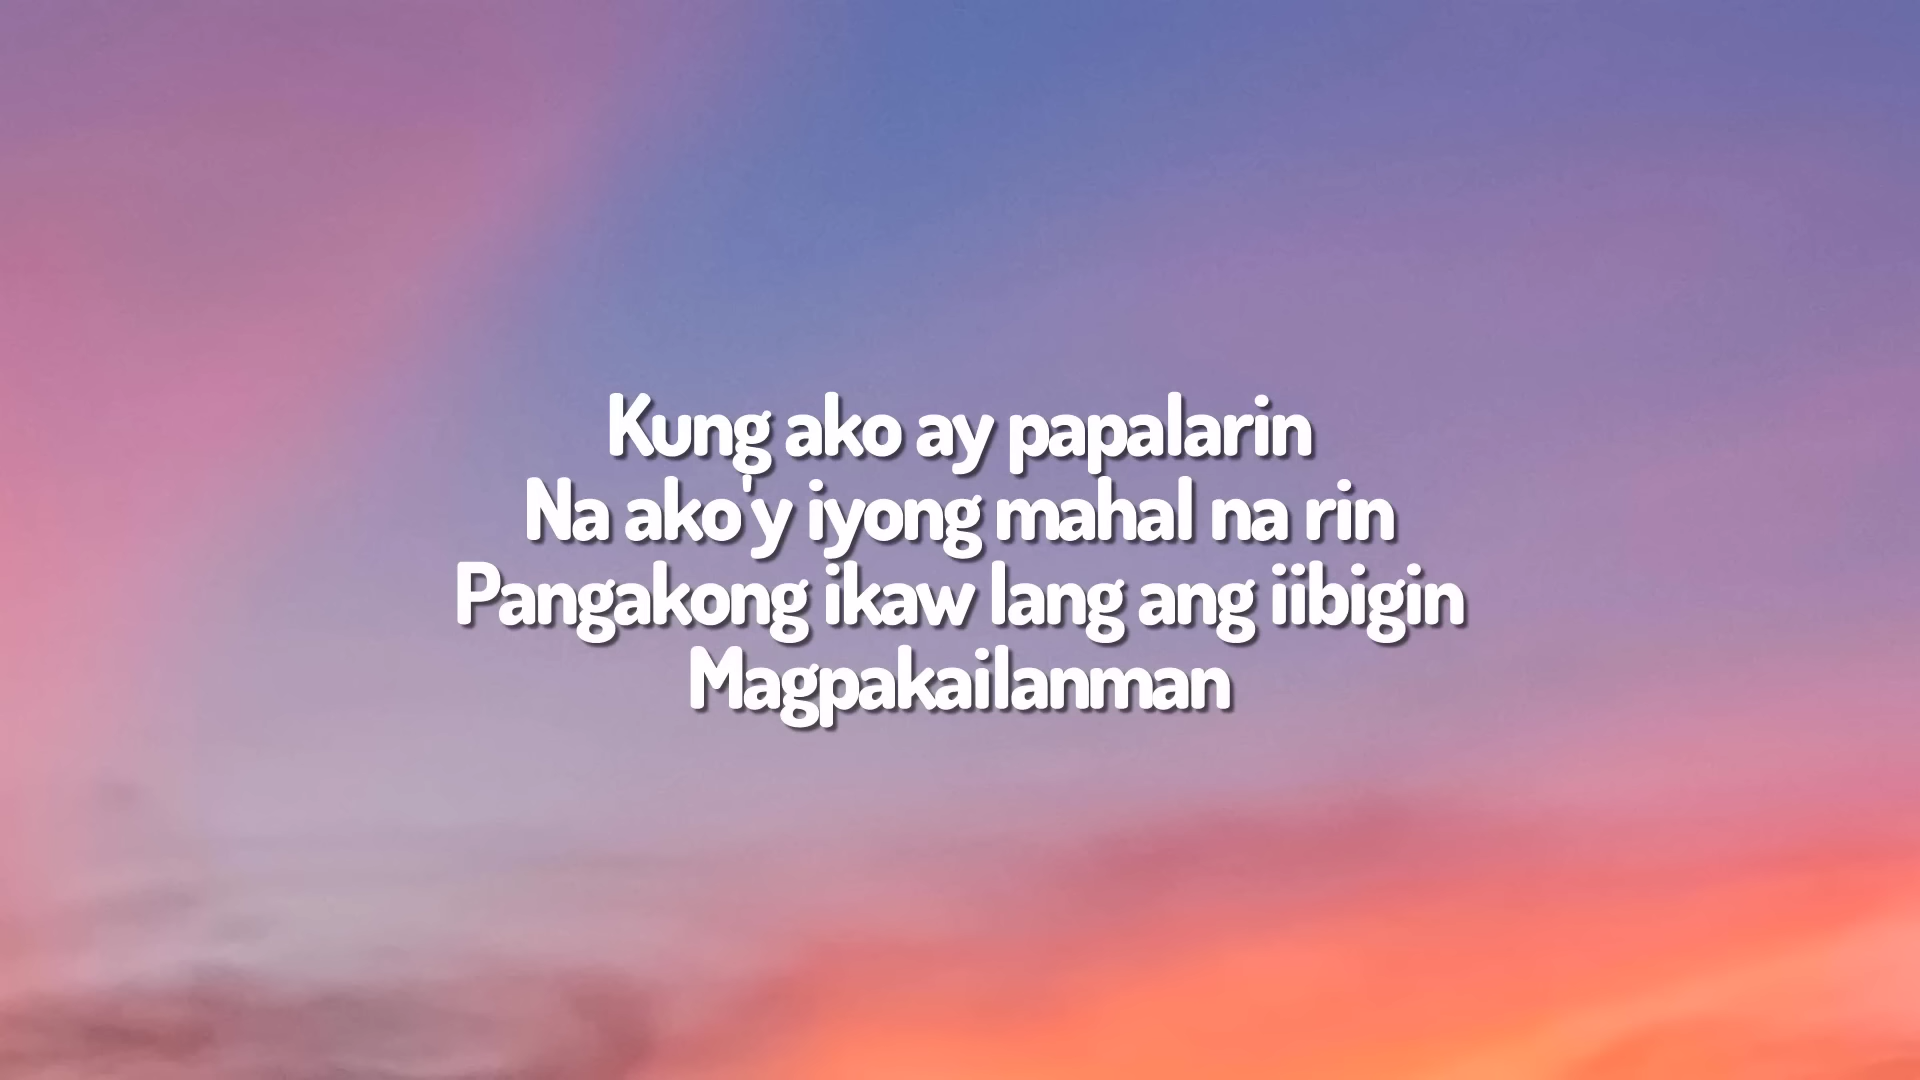 Kung ako ay papalarin
Na ako'y iyong mahal na rin
Pangakong ikaw lang ang iibigin
Magpakailanman